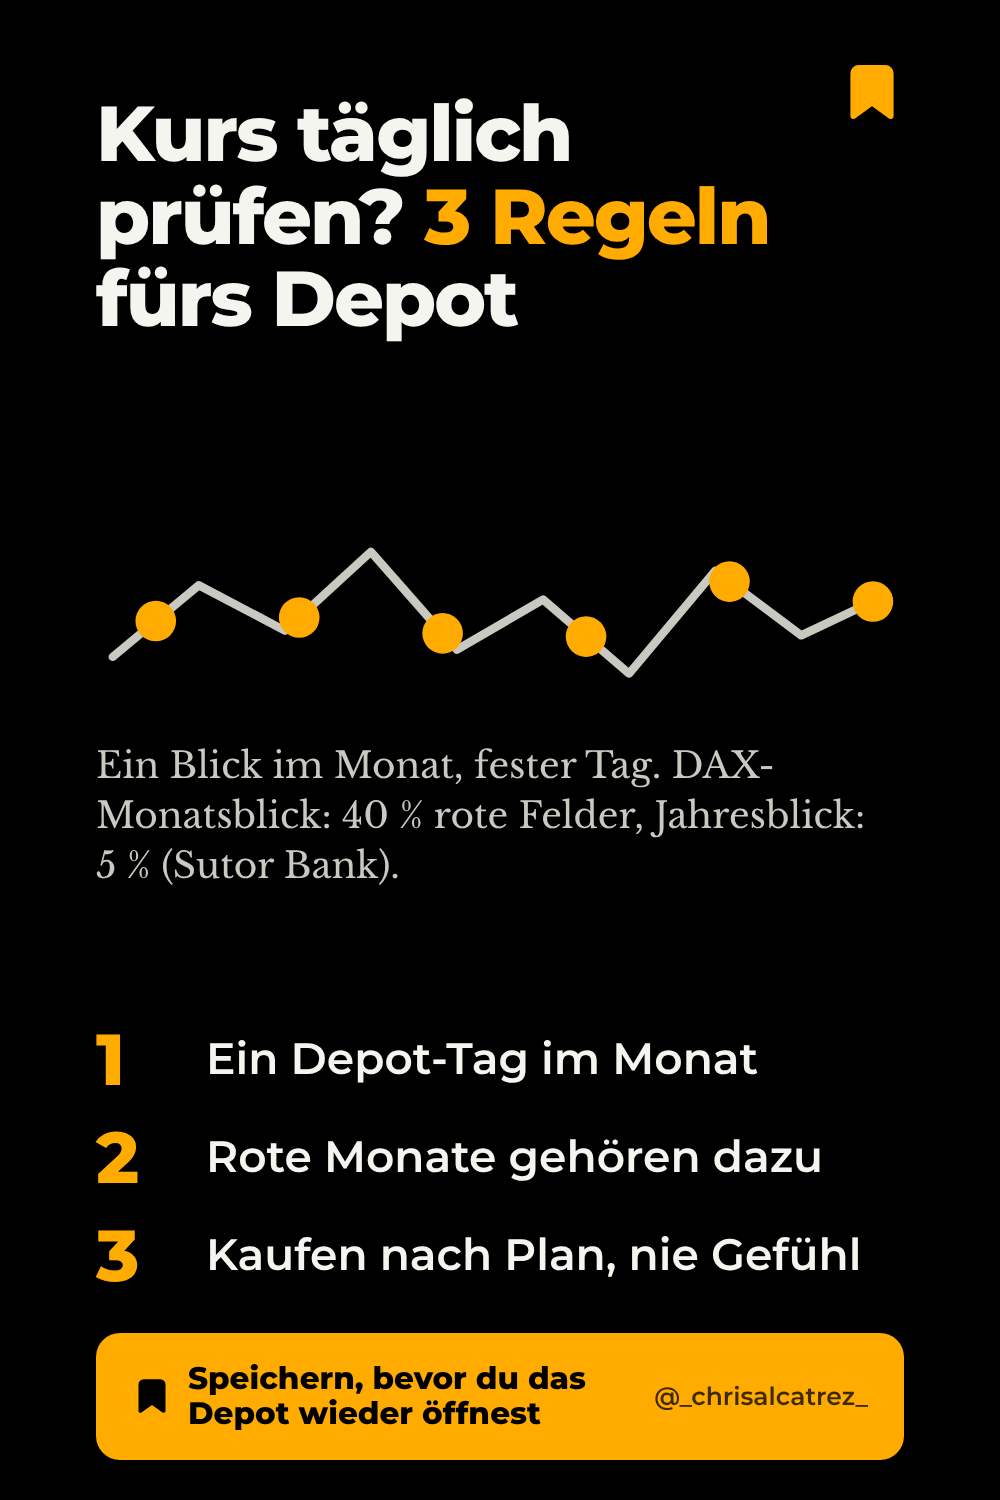 Kurs täglich
prüfen? 3 Regeln
fürs Depot
Ein Blick im Monat, fester Tag. DAX-
Monatsblick: 40 % rote Felder, Jahresblick:
5 % (Sutor Bank).
1 Ein Depot-Tag im Monat
2 Rote Monate gehören dazu
3 Kaufen nach Plan, nie Gefühl
Speichern, bevor du das
Depot wieder öffnest
@_chrisalcatrez_